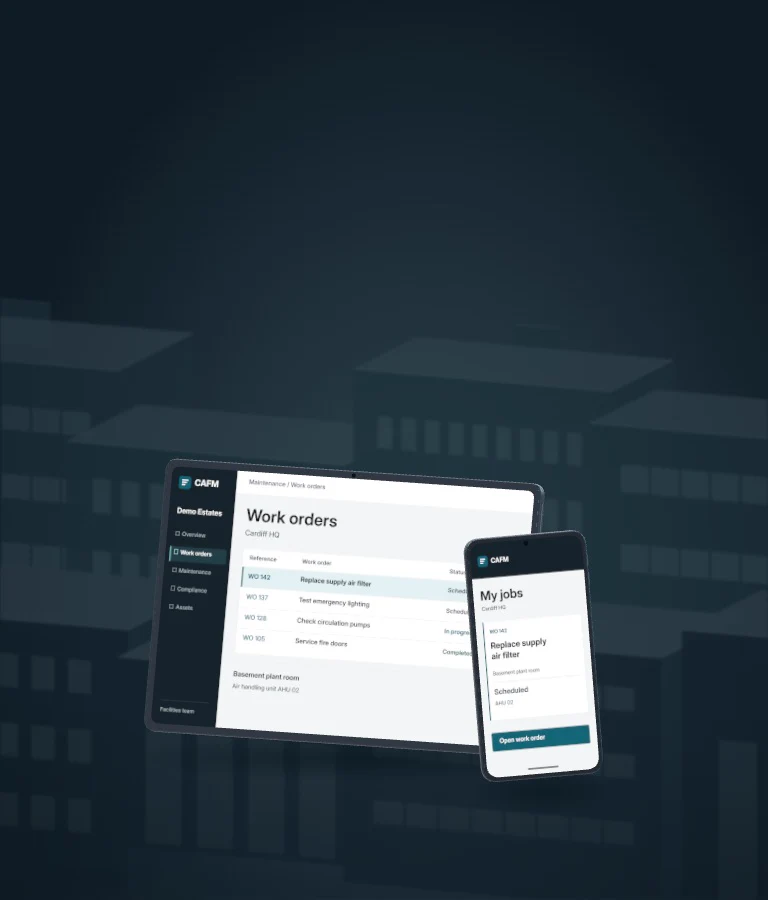 CAFM
Demo Estates
Overview
Work orders
Maintenance
Compliance
Assets
Facilities team
Maintenance / Work orders
Work orders
Cardiff HQ
Reference Work order
WO 142 Replace supply air filter
WO 137 Test emergency lighting
WO 128 Check circulation pumps In
WO 105 Service fire doors Completed
Basement plant room
Air handling unit AHU 02
CAFM
My jobs
Cardiff HQ
WO 142
Replace supply
air filter
Basement plant room
Scheduled
AHU 02
Open work order